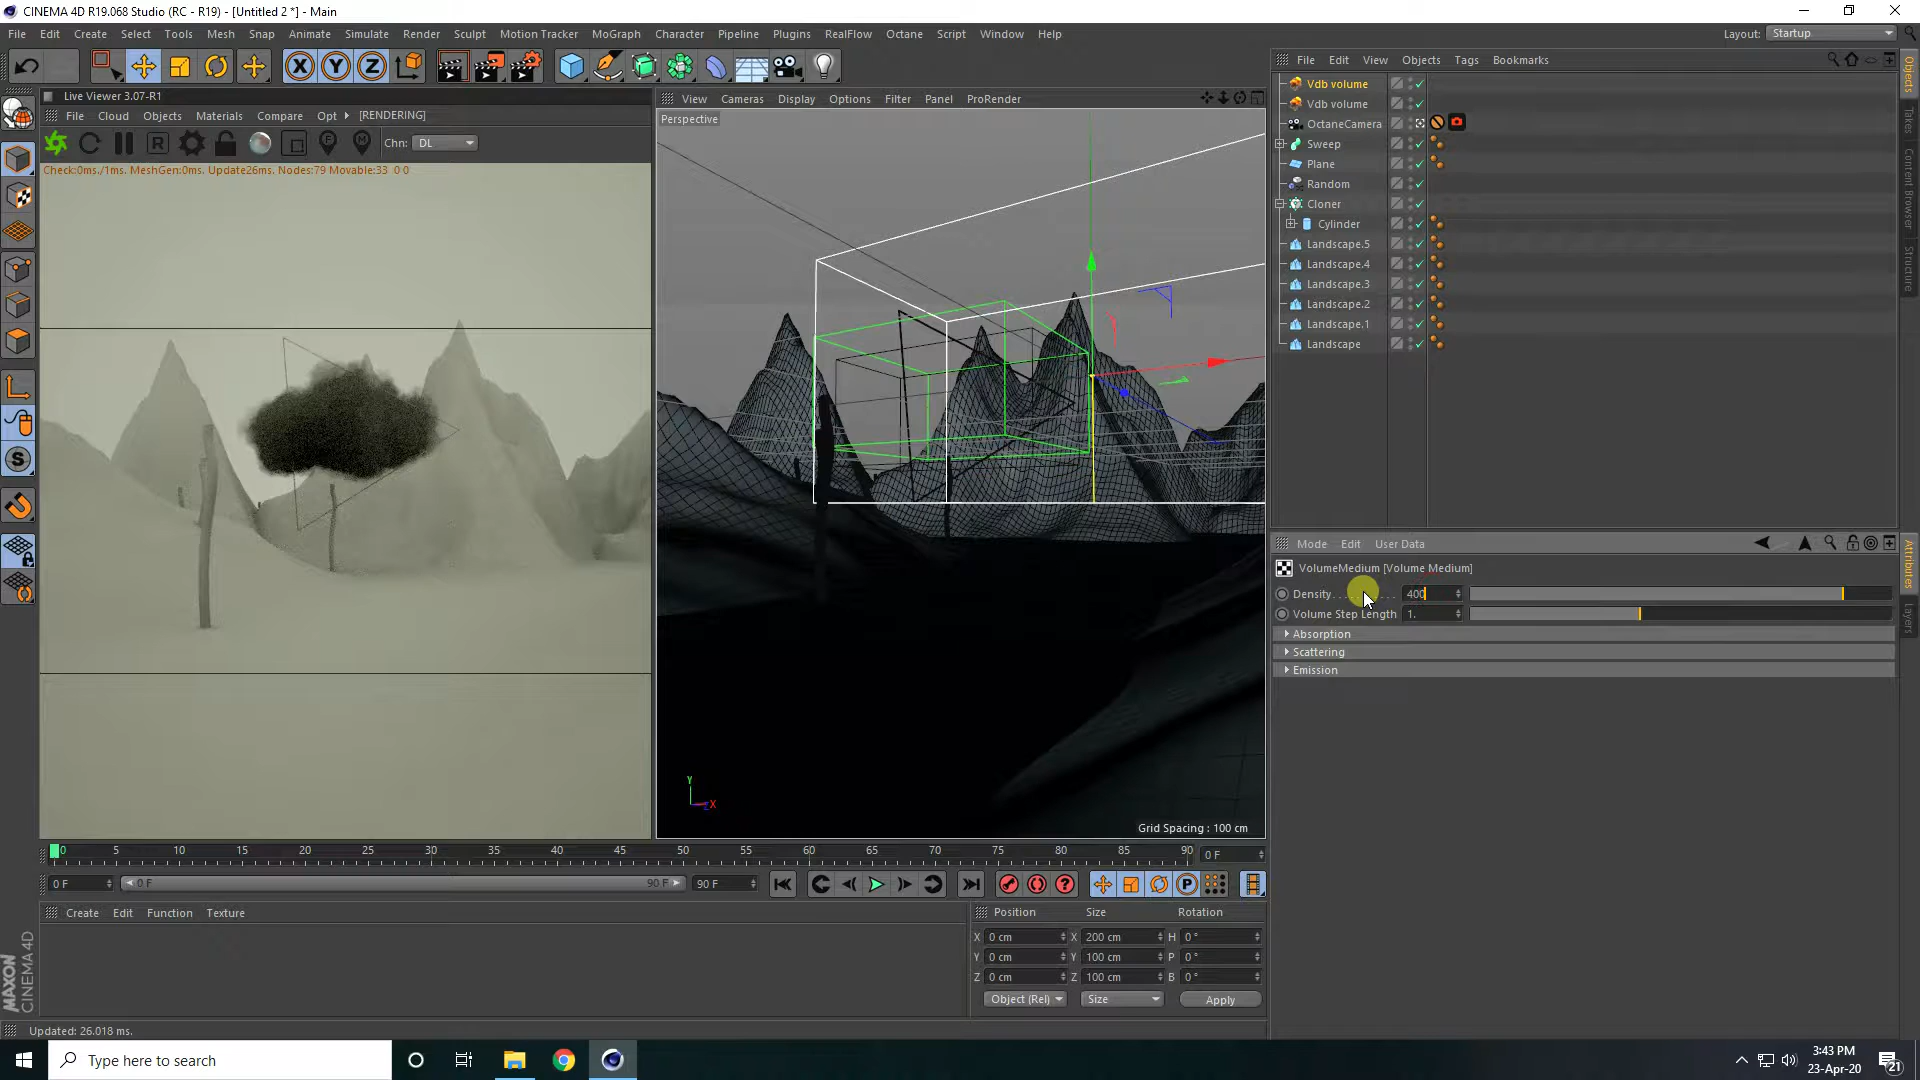 CINEMA 4D R19.068 Studio (RC - R19) - [Untitled 2 *] - Main
File Edit Create Select Tools Mesh Snap Animate Simulate Render Sculpt Motion Tracker MoGraph Character Pipeline Plugins RealFlow Octane Script Window Help
Layout: Startup
X Y Z
Live Viewer 3.07-R1
File Cloud Objects Materials Compare Opt [RENDERING]
Chn: DL
Check:0ms./1ms. MeshGen:0ms. Update26ms. Nodes:79 Movable:33 0 0
View Cameras Display Options Filter Panel ProRender
Perspective
Y
X
Grid Spacing : 100 cm
File Edit View Objects Tags Bookmarks
Vdb volume
Vdb volume
OctaneCamera
Sweep
Plane
Random
Cloner
Cylinder
Landscape.5
Landscape.4
Landscape.3
Landscape.2
Landscape.1
Landscape
Objects
Takes
Content Browser
Structure
Mode Edit User Data
VolumeMedium [Volume Medium]
Density 400
Volume Step Length 1.
Absorption
Scattering
Emission
Attributes
Layers
0 5 10 15 20 25 30 35 40 45 50 55 60 65 70 75 80 85 90
0 F
0 F 0 F 90 F 90 F
Create Edit Function Texture
Position Size Rotation
X 0 cm X 200 cm H 0 °
Y 0 cm Y 100 cm P 0 °
Z 0 cm Z 100 cm B 0 °
Object (Rel) Size Apply
MAXON
CINEMA 4D
Updated: 26.018 ms.
Type here to search
3:43 PM
23-Apr-20
21